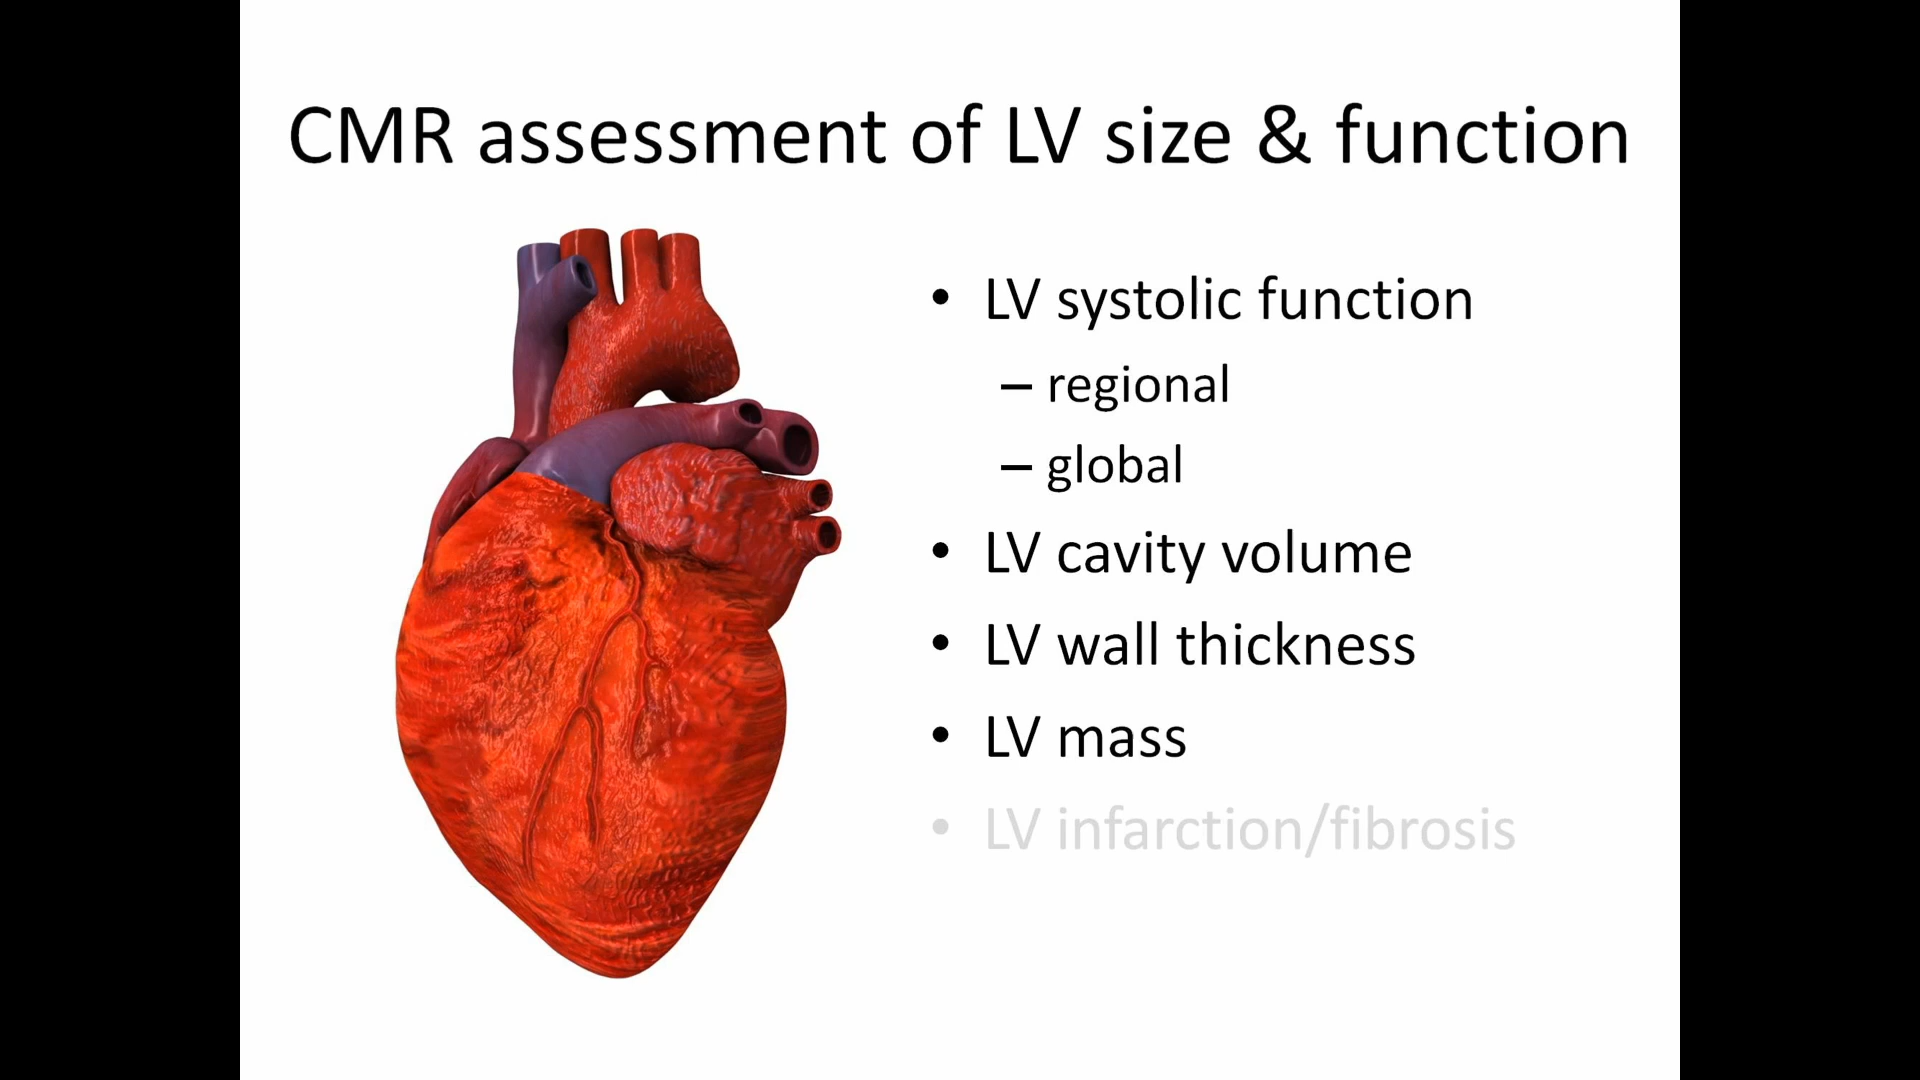 CMR assessment of LV size & function
• LV systolic function
– regional
– global
• LV cavity volume
• LV wall thickness
• LV mass
• LV infarction/fibrosis